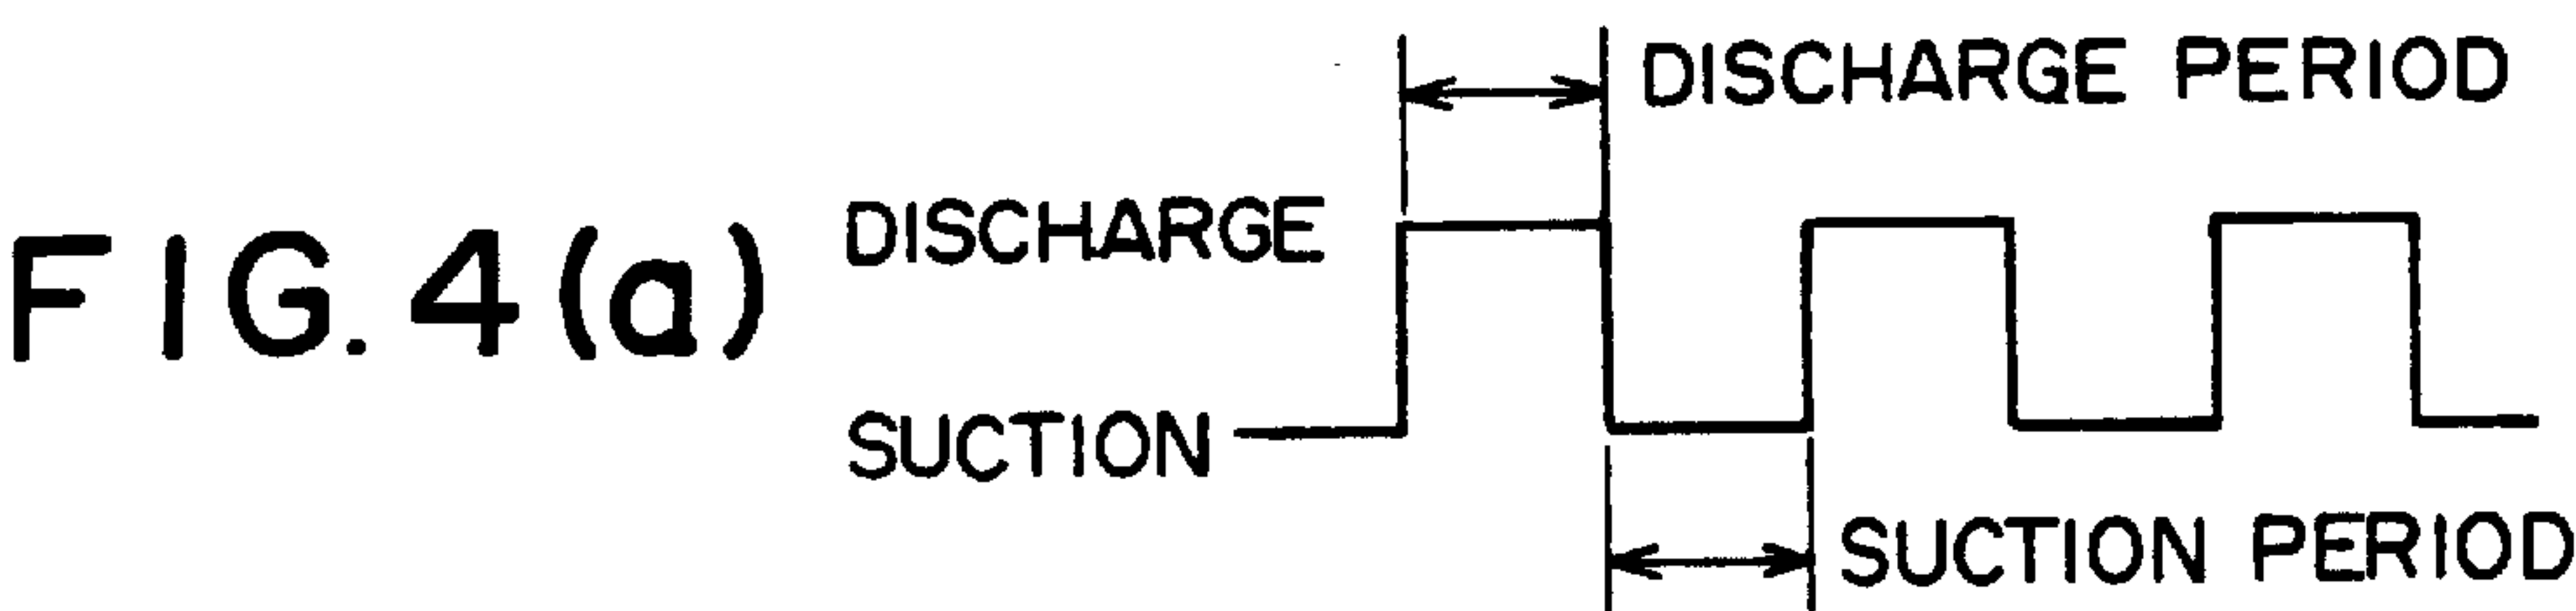 FIG. 4(a)
DISCHARGE PERIOD
DISCHARGE
SUCTION
SUCTION PERIOD